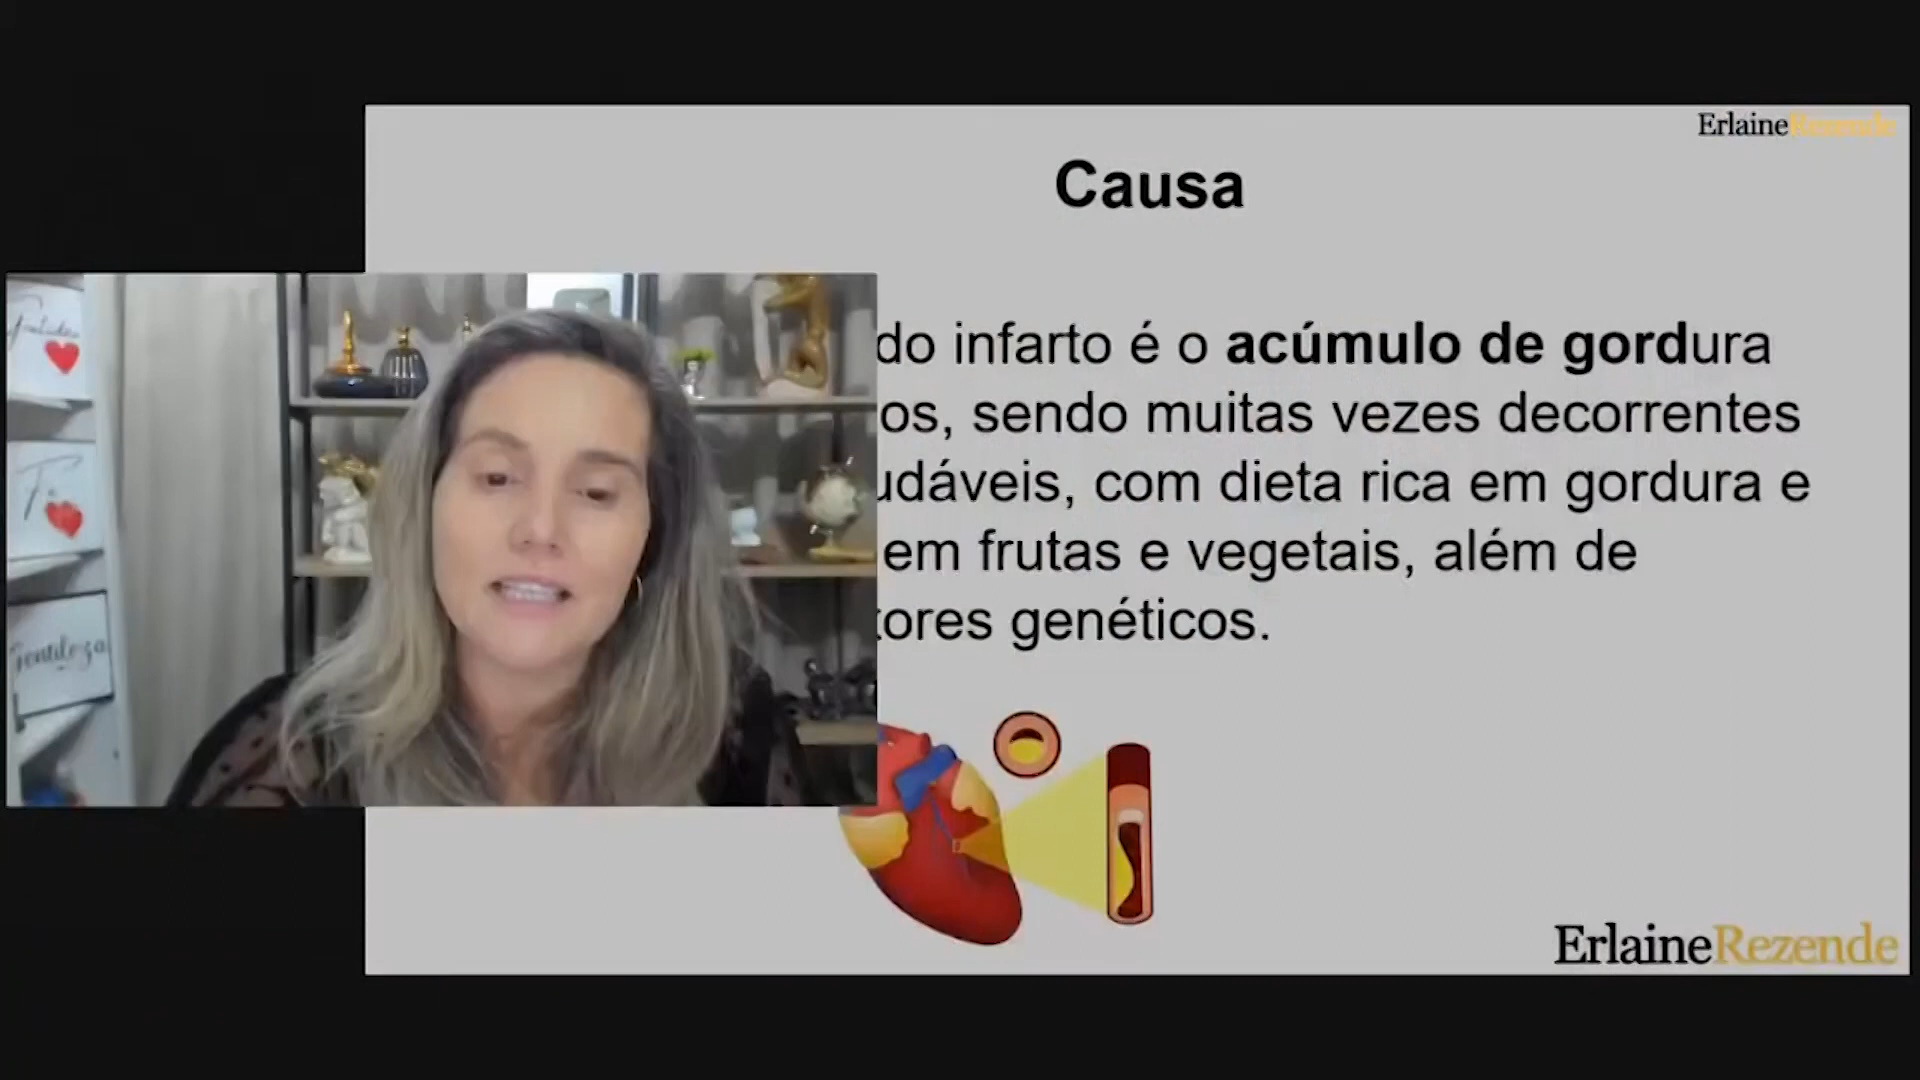 ErlaineRezende
Causa
do infarto é o acúmulo de gordura
os, sendo muitas vezes decorrentes
udáveis, com dieta rica em gordura e
em frutas e vegetais, além de
tores genéticos.
Gentileza
ErlaineRezende